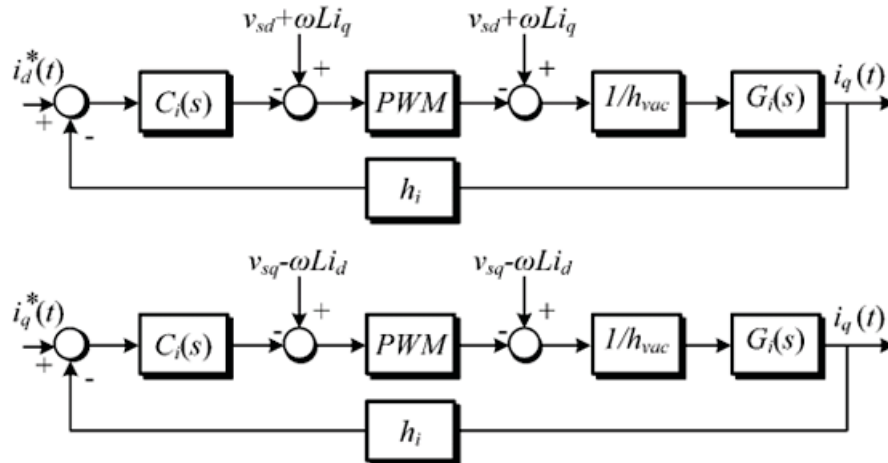 v_sd+ωLi_q v_sd+ωLi_q
i_d*(t) + - C_i(s) - + PWM - + 1/h_vac G_i(s) i_q(t)
h_i
v_sq-ωLi_d v_sq-ωLi_d
i_q*(t) + - C_i(s) - + PWM - + 1/h_vac G_i(s) i_q(t)
h_i